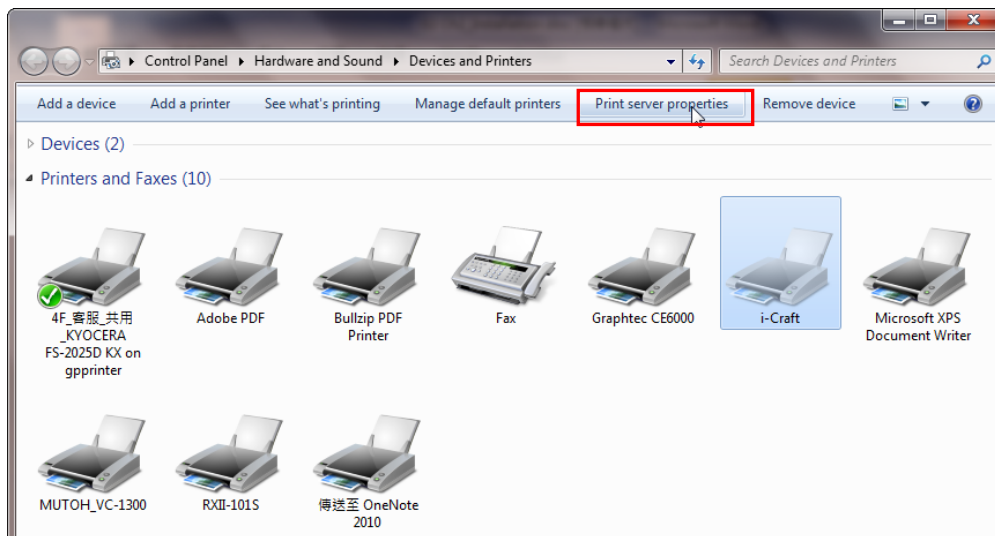 Control Panel Hardware and Sound Devices and Printers Search Devices and Printers
Add a device Add a printer See what's printing Manage default printers Print server properties Remove device
Devices (2)
Printers and Faxes (10)
4F_客服_共用
_KYOCERA
FS-2025D KX on
gpprinter
Adobe PDF
Bullzip PDF
Printer
Fax
Graphtec CE6000
i-Craft
Microsoft XPS
Document Writer
MUTOH_VC-1300
RXII-101S
傳送至 OneNote
2010